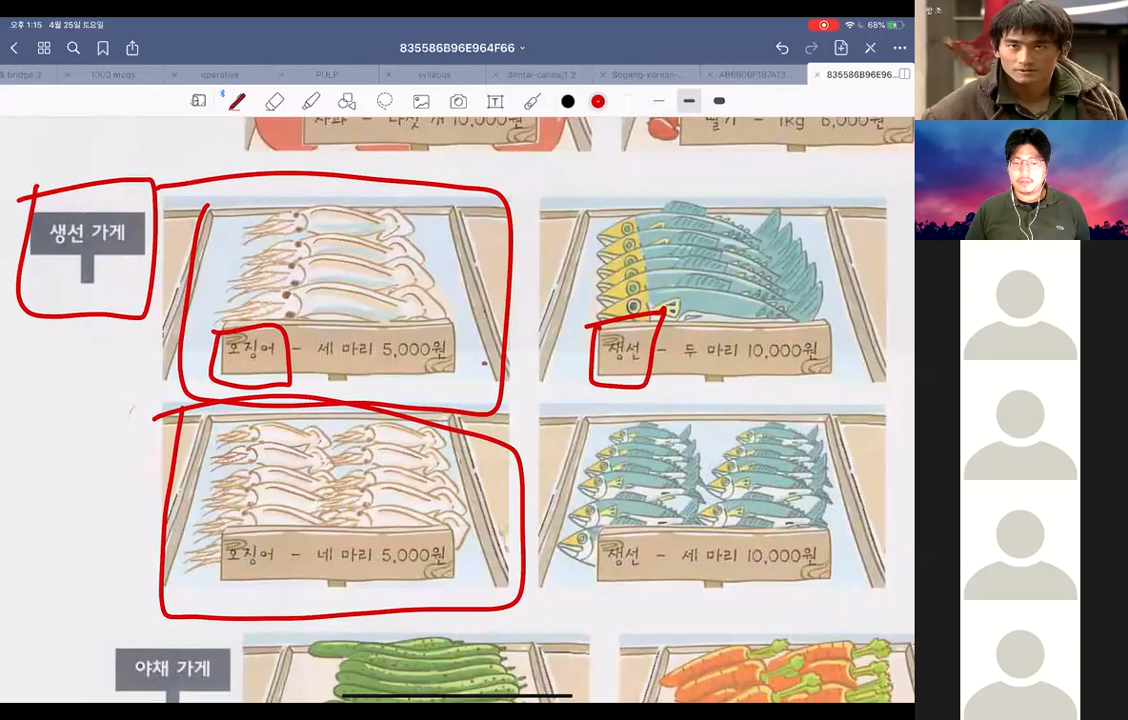 오후 1:15 4월 25일 토요일
68%
835586B96E964F66
& bridge 3
1000 mcqs
operative
PULP
syllabus
dental-caries1 2
Sogang-korean-...
835586B96E96...
사과 - 다섯 개 10,000원
딸기 - 1kg 6,000원
생선 가게
오징어 - 세 마리 5,000원
생선 - 두 마리 10,000원
오징어 - 네 마리 5,000원
생선 - 세 마리 10,000원
야채 가게